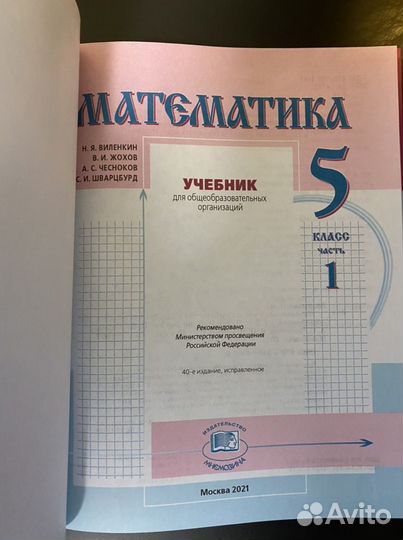 МАТЕМАТИКА
Н. Я. ВИЛЕНКИН
В. И. ЖОХОВ
А. С. ЧЕСНОКОВ
С. И. ШВАРЦБУРД
УЧЕБНИК
для общеобразовательных
организаций
5
КЛАСС
ЧАСТЬ
1
Рекомендовано
Министерством просвещения
Российской Федерации
40-е издание, исправленное
ИЗДАТЕЛЬСТВО
МНЕМОЗИНА
Москва 2021
Avito